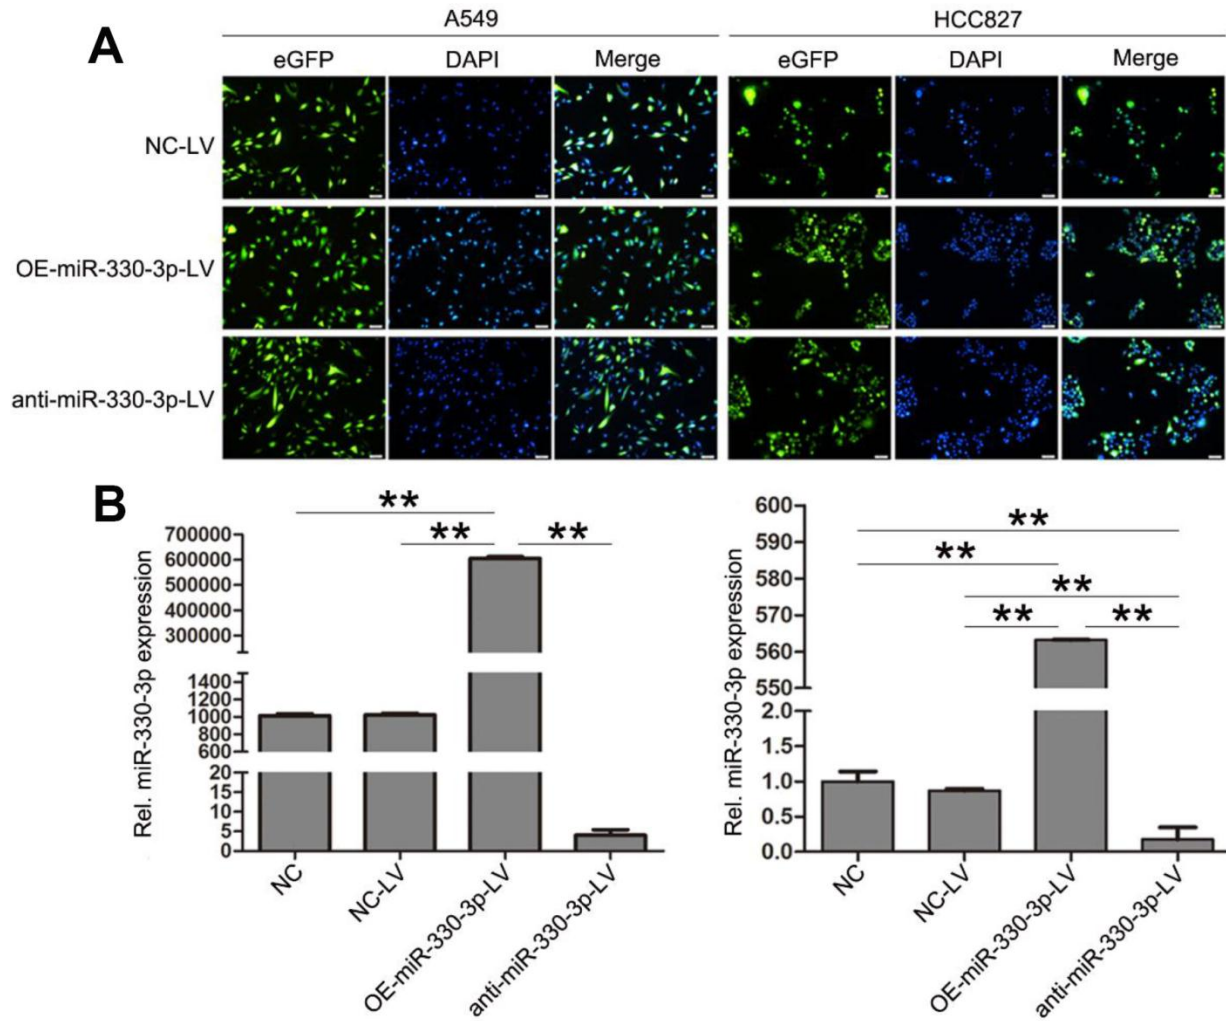 A
A549
HCC827
eGFP
DAPI
Merge
eGFP
DAPI
Merge
NC-LV
OE-miR-330-3p-LV
anti-miR-330-3p-LV
B
Rel. miR-330-3p expression
700000
600000
500000
400000
300000
1400
1200
1000
800
600
20
15
10
5
0
**
**
**
NC
NC-LV
OE-miR-330-3p-LV
anti-miR-330-3p-LV
Rel. miR-330-3p expression
600
590
580
570
560
550
2.0
1.5
1.0
0.5
0.0
**
**
**
**
**
NC
NC-LV
OE-miR-330-3p-LV
anti-miR-330-3p-LV